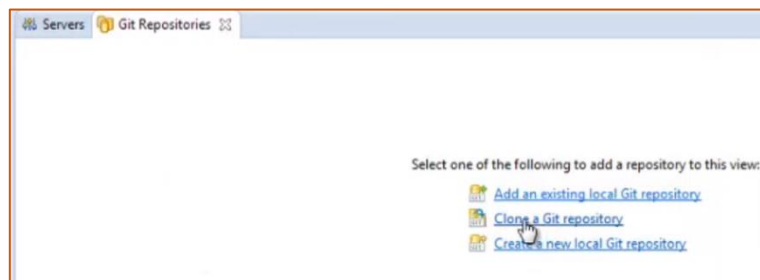 Servers Git Repositories
Select one of the following to add a repository to this view:
Add an existing local Git repository
Clone a Git repository
Create a new local Git repository